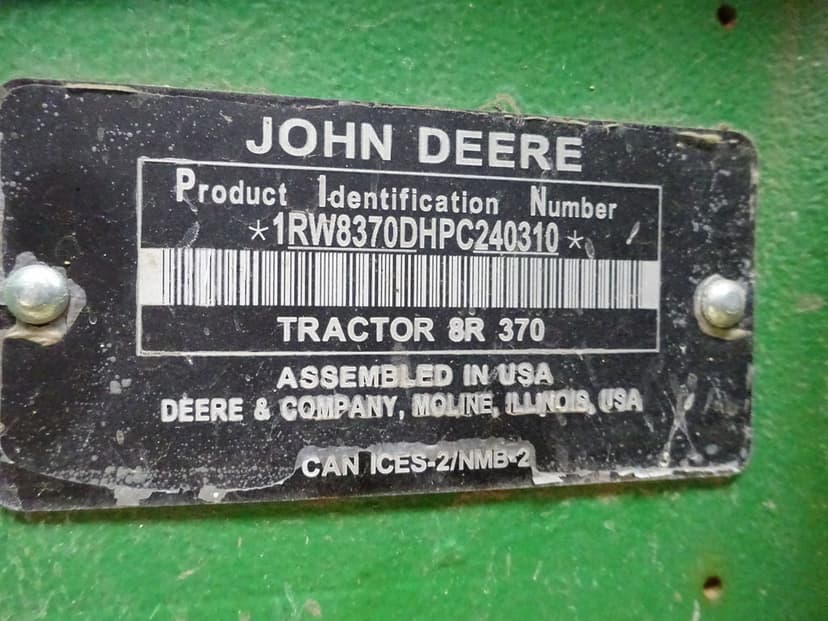 JOHN DEERE
Product Identification Number
*1RW8370DHPC240310*
TRACTOR 8R 370
ASSEMBLED IN USA
DEERE & COMPANY, MOLINE, ILLINOIS, USA
CAN ICES-2/NMB-2